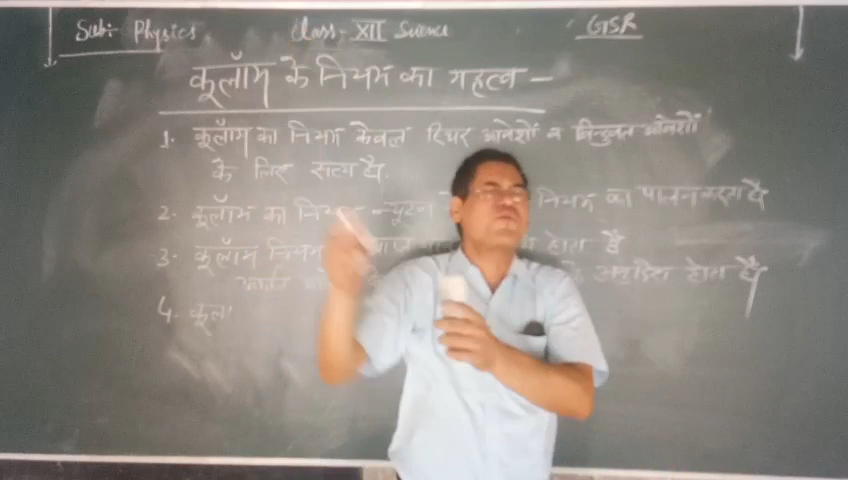 Sub:- Physics Class-XII Science GSR
कूलॉम के नियम का महत्व -
1. कूलॉम का नियम केवल स्थिर आवेशों व बिन्दुवत आवेशों
के लिए सत्य है.
2. कूलॉम का नियम न्यूटन नियम का पालन करता है
3. कूलॉम नियम होता है
होता है
4. कूला